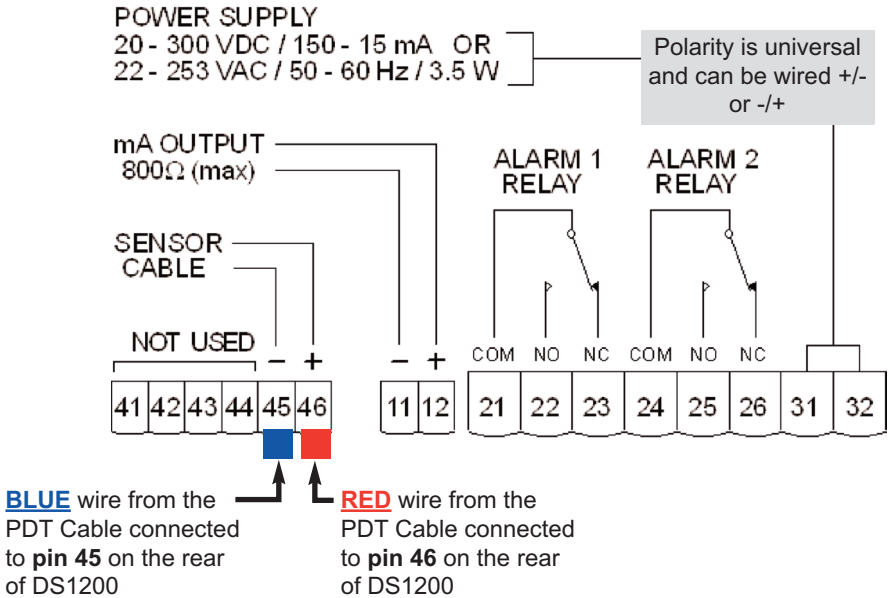 POWER SUPPLY
20 - 300 VDC / 150 - 15 mA OR
22 - 253 VAC / 50 - 60 Hz / 3.5 W
Polarity is universal
and can be wired +/-
or -/+
mA OUTPUT
800Ω (max)
ALARM 1
RELAY
ALARM 2
RELAY
SENSOR
CABLE
NOT USED
− +
− +
COM NO NC COM NO NC
41 42 43 44 45 46 11 12 21 22 23 24 25 26 31 32
BLUE wire from the
PDT Cable connected
to pin 45 on the rear
of DS1200
RED wire from the
PDT Cable connected
to pin 46 on the rear
of DS1200